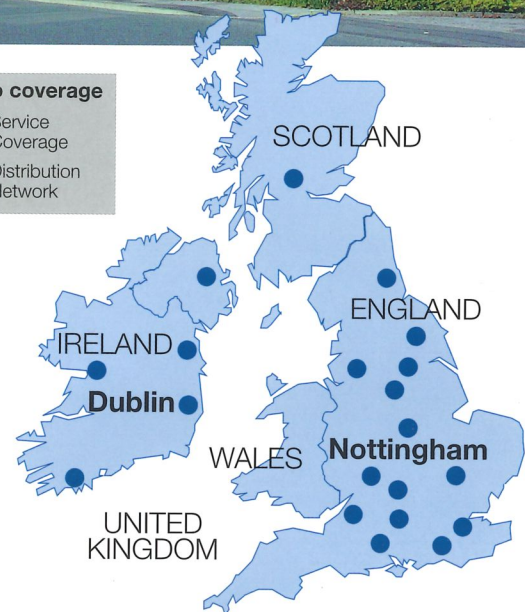 coverage
Service
Coverage
Distribution
Network
SCOTLAND
ENGLAND
IRELAND
Dublin
Nottingham
WALES
UNITED
KINGDOM